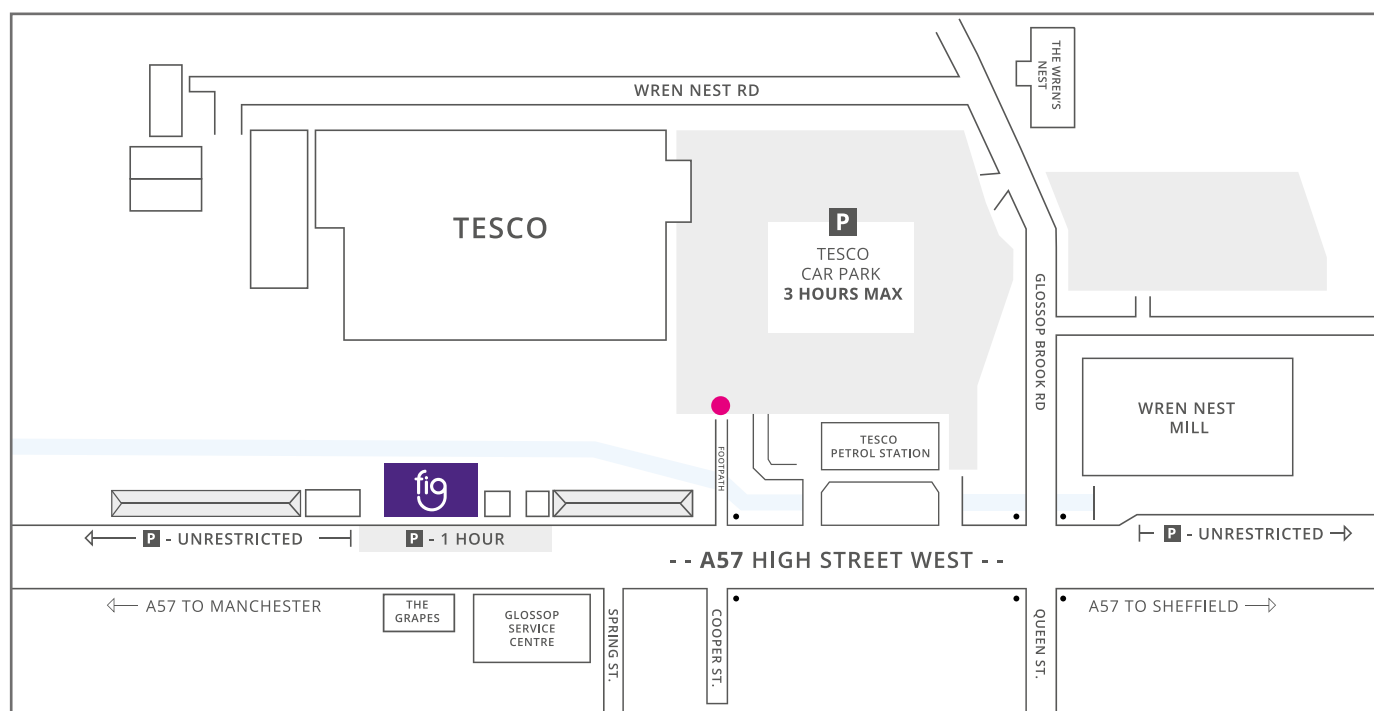 THE WREN'S
NEST
WREN NEST RD
TESCO
P
TESCO
CAR PARK
3 HOURS MAX
GLOSSOP BROOK RD
WREN NEST
MILL
TESCO
PETROL STATION
FOOTPATH
fig
P - UNRESTRICTED
P - 1 HOUR
P - UNRESTRICTED
- - A57 HIGH STREET WEST - -
A57 TO MANCHESTER
A57 TO SHEFFIELD
THE
GRAPES
GLOSSOP
SERVICE
CENTRE
SPRING ST.
COOPER ST.
QUEEN ST.